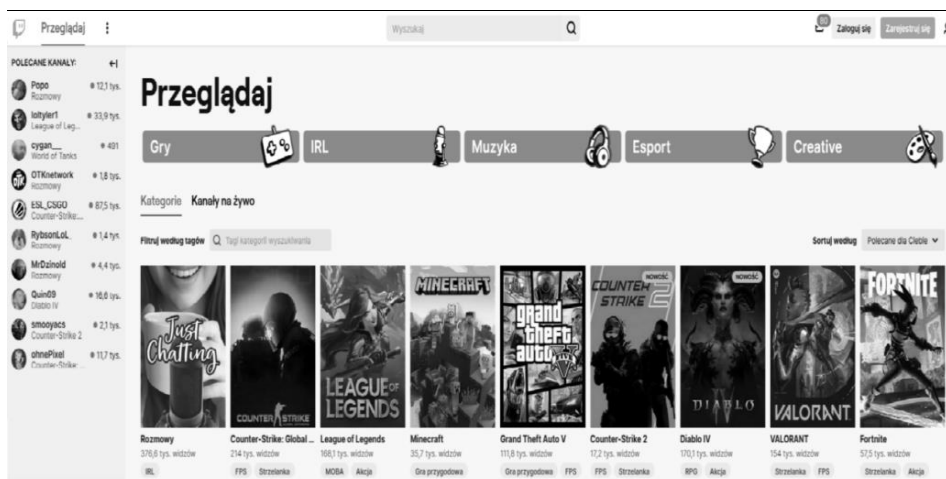 Przeglądaj
Wyszukaj
80
Zaloguj się
Zarejestruj się
POLECANE KANAŁY:
Popo
12,1 tys.
Rozmowy
loltyler1
33,9 tys.
League of Leg...
cygan___
491
World of Tanks
OTKnetwork
1,8 tys.
Rozmowy
ESL_CSGO
87,5 tys.
Counter-Strike:...
RybsonLoL_
1,4 tys.
Rozmowy
MrDzinold
4,4 tys.
Rozmowy
Quin69
16,6 tys.
Diablo IV
smooyacs
2,1 tys.
Counter-Strike 2
ohnePixel
11,7 tys.
Counter-Strike: ...
Przeglądaj
Gry
IRL
Muzyka
Esport
Creative
Kategorie Kanały na żywo
Filtruj według tagów
Tagi kategorii wyszukiwania
Sortuj według
Polecane dla Ciebie
Just Chatting
COUNTER STRIKE
LEAGUE OF LEGENDS
MINECRAFT
grand theft auto V
NOWOŚĆ
COUNTER STRIKE 2
NOWOŚĆ
DIABLO
VALORANT
FORTNITE
Rozmowy
376,6 tys. widzów
IRL
Counter-Strike: Global ...
214 tys. widzów
FPS Strzelanka
League of Legends
168,1 tys. widzów
MOBA Akcja
Minecraft
35,7 tys. widzów
Gra przygodowa
Grand Theft Auto V
111,8 tys. widzów
Gra przygodowa FPS
Counter-Strike 2
17,2 tys. widzów
FPS Strzelanka
Diablo IV
170,1 tys. widzów
RPG Akcja
VALORANT
154 tys. widzów
Strzelanka FPS
Fortnite
57,5 tys. widzów
Strzelanka Akcja